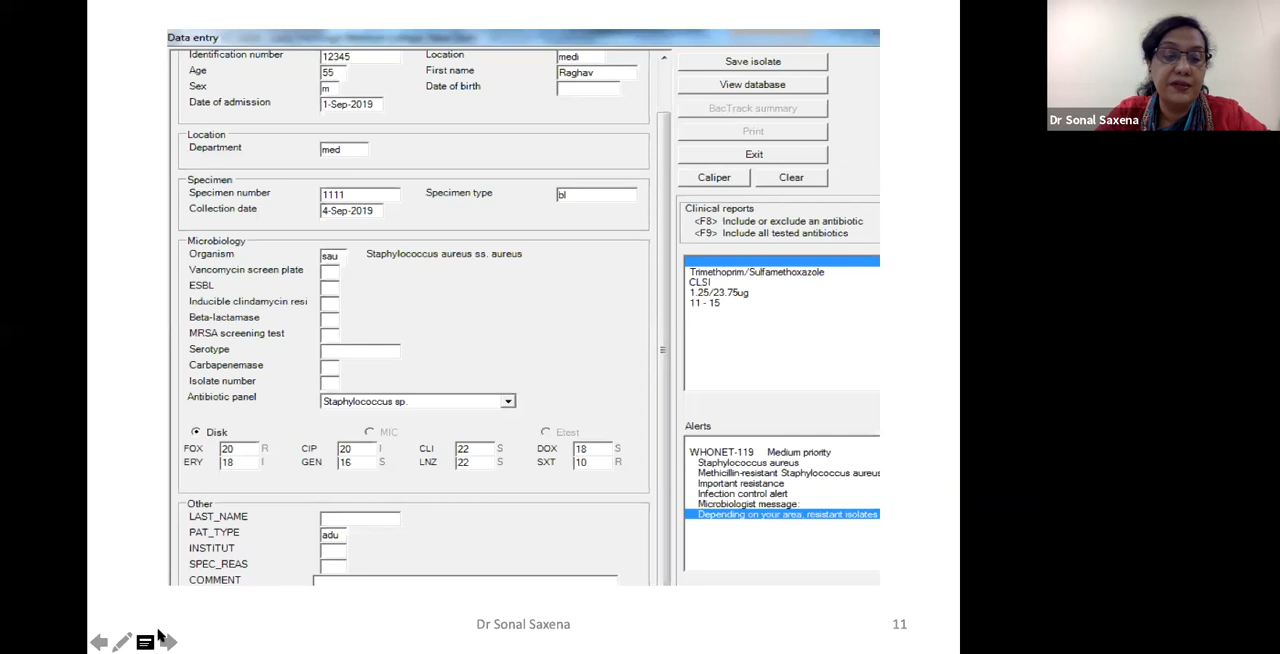 Data entry
Identification number 12345 Location medi
Age 55 First name Raghav
Sex m Date of birth
Date of admission 1-Sep-2019
Location
Department med
Specimen
Specimen number 1111 Specimen type bl
Collection date 4-Sep-2019
Microbiology
Organism sau Staphylococcus aureus ss. aureus
Vancomycin screen plate
ESBL
Inducible clindamycin resi
Beta-lactamase
MRSA screening test
Serotype
Carbapenemase
Isolate number
Antibiotic panel Staphylococcus sp.
Disk MIC Etest
FOX 20 R CIP 20 I CLI 22 S DOX 18 S
ERY 18 I GEN 16 S LNZ 22 S SXT 10 R
Other
LAST_NAME
PAT_TYPE adu
INSTITUT
SPEC_REAS
COMMENT
Save isolate
View database
BacTrack summary
Print
Exit
Caliper Clear
Clinical reports
<F8> Include or exclude an antibiotic
<F9> Include all tested antibiotics
Trimethoprim/Sulfamethoxazole
CLSI
1.25/23.75ug
11 - 15
Alerts
WHONET-119 Medium priority
Staphylococcus aureus
Methicillin-resistant Staphylococcus aureus
Important resistance
Infection control alert
Microbiologist message:
Depending on your area, resistant isolates
Dr Sonal Saxena
11
Dr Sonal Saxena